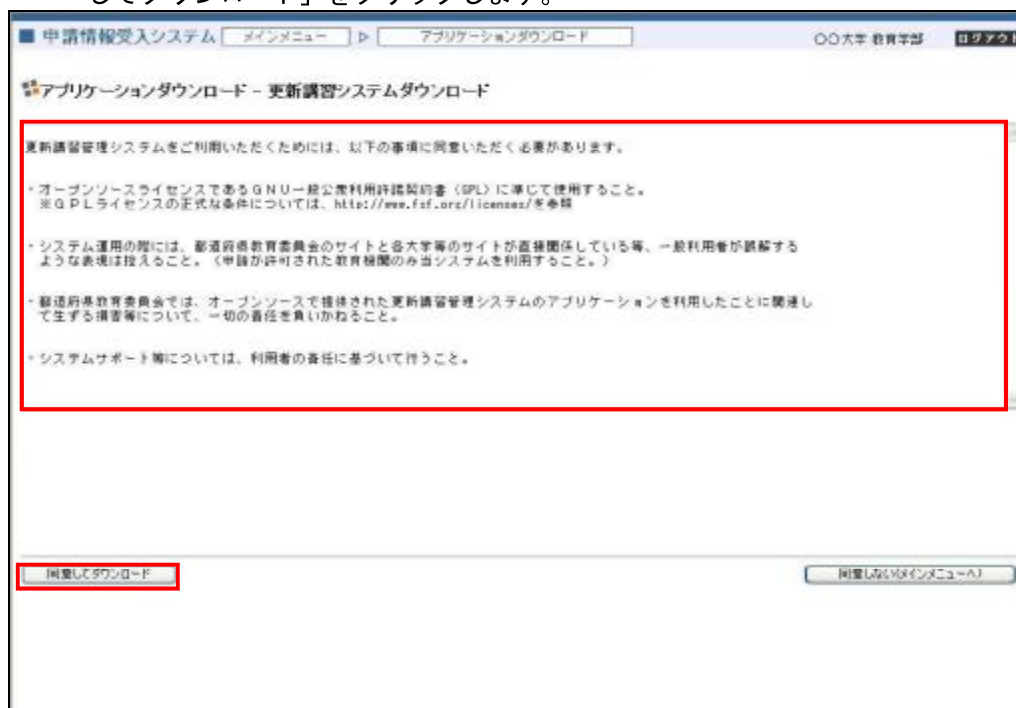 してダウンロード」をクリックします。
■ 申請情報受入システム メインメニュー ▷ アプリケーションダウンロード 〇〇大学 教育学部 ログアウト
アプリケーションダウンロード - 更新講習システムダウンロード
更新講習管理システムをご利用いただくためには、以下の事項に同意いただく必要があります。
・オープンソースライセンスであるGNU一般公衆利用許諾契約書（GPL）に準じて使用すること。
※GPLライセンスの正式な条件については、http://www.fsf.org/licenses/を参照
・システム運用の際には、都道府県教育委員会のサイトと各大学等のサイトが直接関係している等、一般利用者が誤解する
ような表現は控えること。（申請が許可された教育機関のみ当システムを利用すること。）
・都道府県教育委員会では、オープンソースで提供された更新講習管理システムのアプリケーションを利用したことに関連し
て生ずる損害等について、一切の責任を負いかねること。
・システムサポート等については、利用者の責任に基づいて行うこと。
同意してダウンロード 同意しない(メインメニューへ)